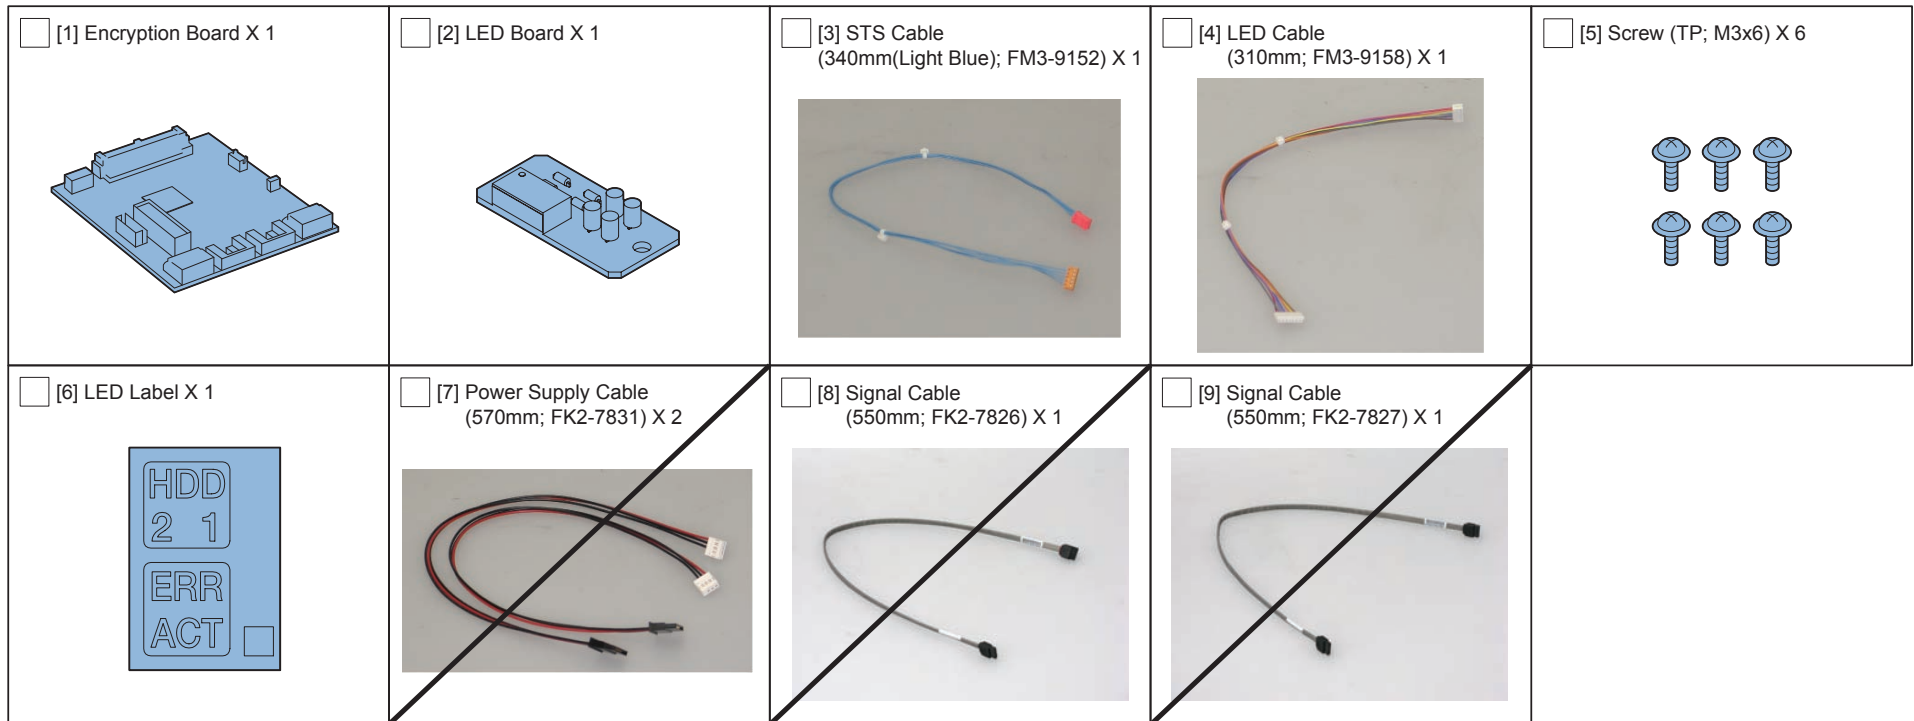 [1] Encryption Board X 1
[2] LED Board X 1
[3] STS Cable
(340mm(Light Blue); FM3-9152) X 1
[4] LED Cable
(310mm; FM3-9158) X 1
[5] Screw (TP; M3x6) X 6
[6] LED Label X 1
HDD
2 1
ERR
ACT
[7] Power Supply Cable
(570mm; FK2-7831) X 2
[8] Signal Cable
(550mm; FK2-7826) X 1
[9] Signal Cable
(550mm; FK2-7827) X 1